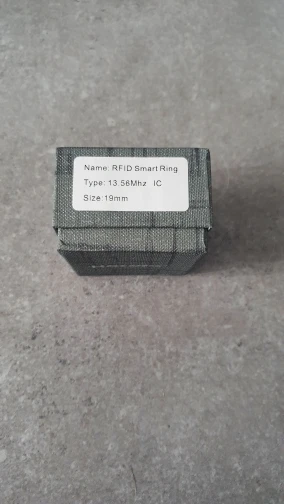 Name: RFID Smart Ring
Type: 13.56Mhz IC
Size: 19mm